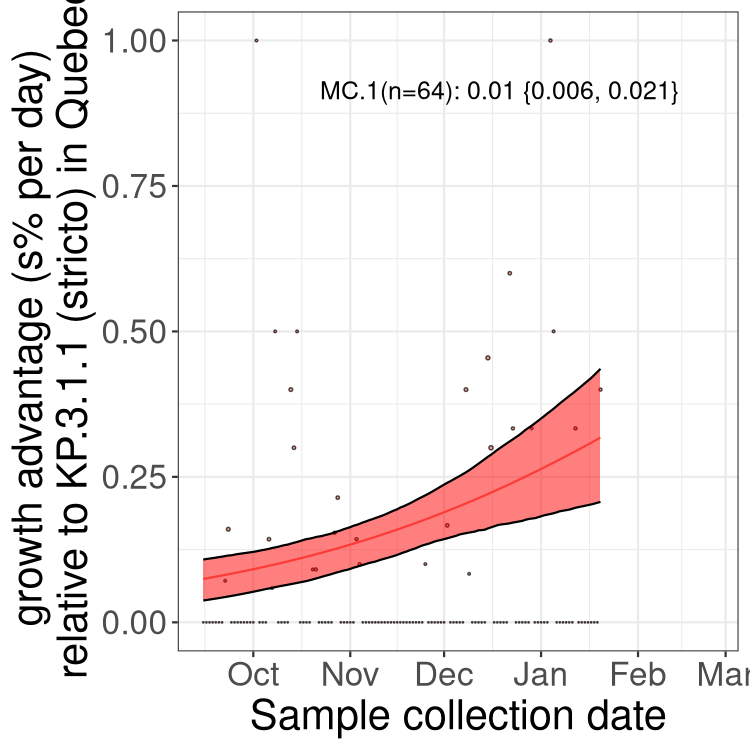 growth advantage (s% per day)
relative to KP.3.1.1 (stricto) in Quebec
1.00
0.75
0.50
0.25
0.00
MC.1(n=64): 0.01 {0.006, 0.021}
Oct Nov Dec Jan Feb Mar
Sample collection date